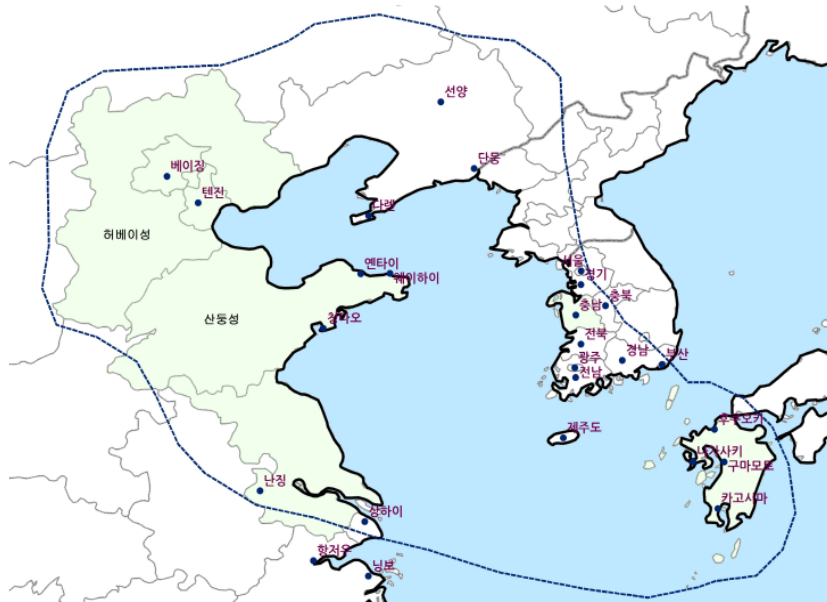 선양
단둥
베이징
텐진
다롄
허베이성
옌타이
웨이하이
서울
경기
산둥성
칭다오
충남
충북
전북
광주
경남
부산
전남
제주도
후쿠오카
나가사키
구마모토
카고시마
난징
상하이
항저우
닝보